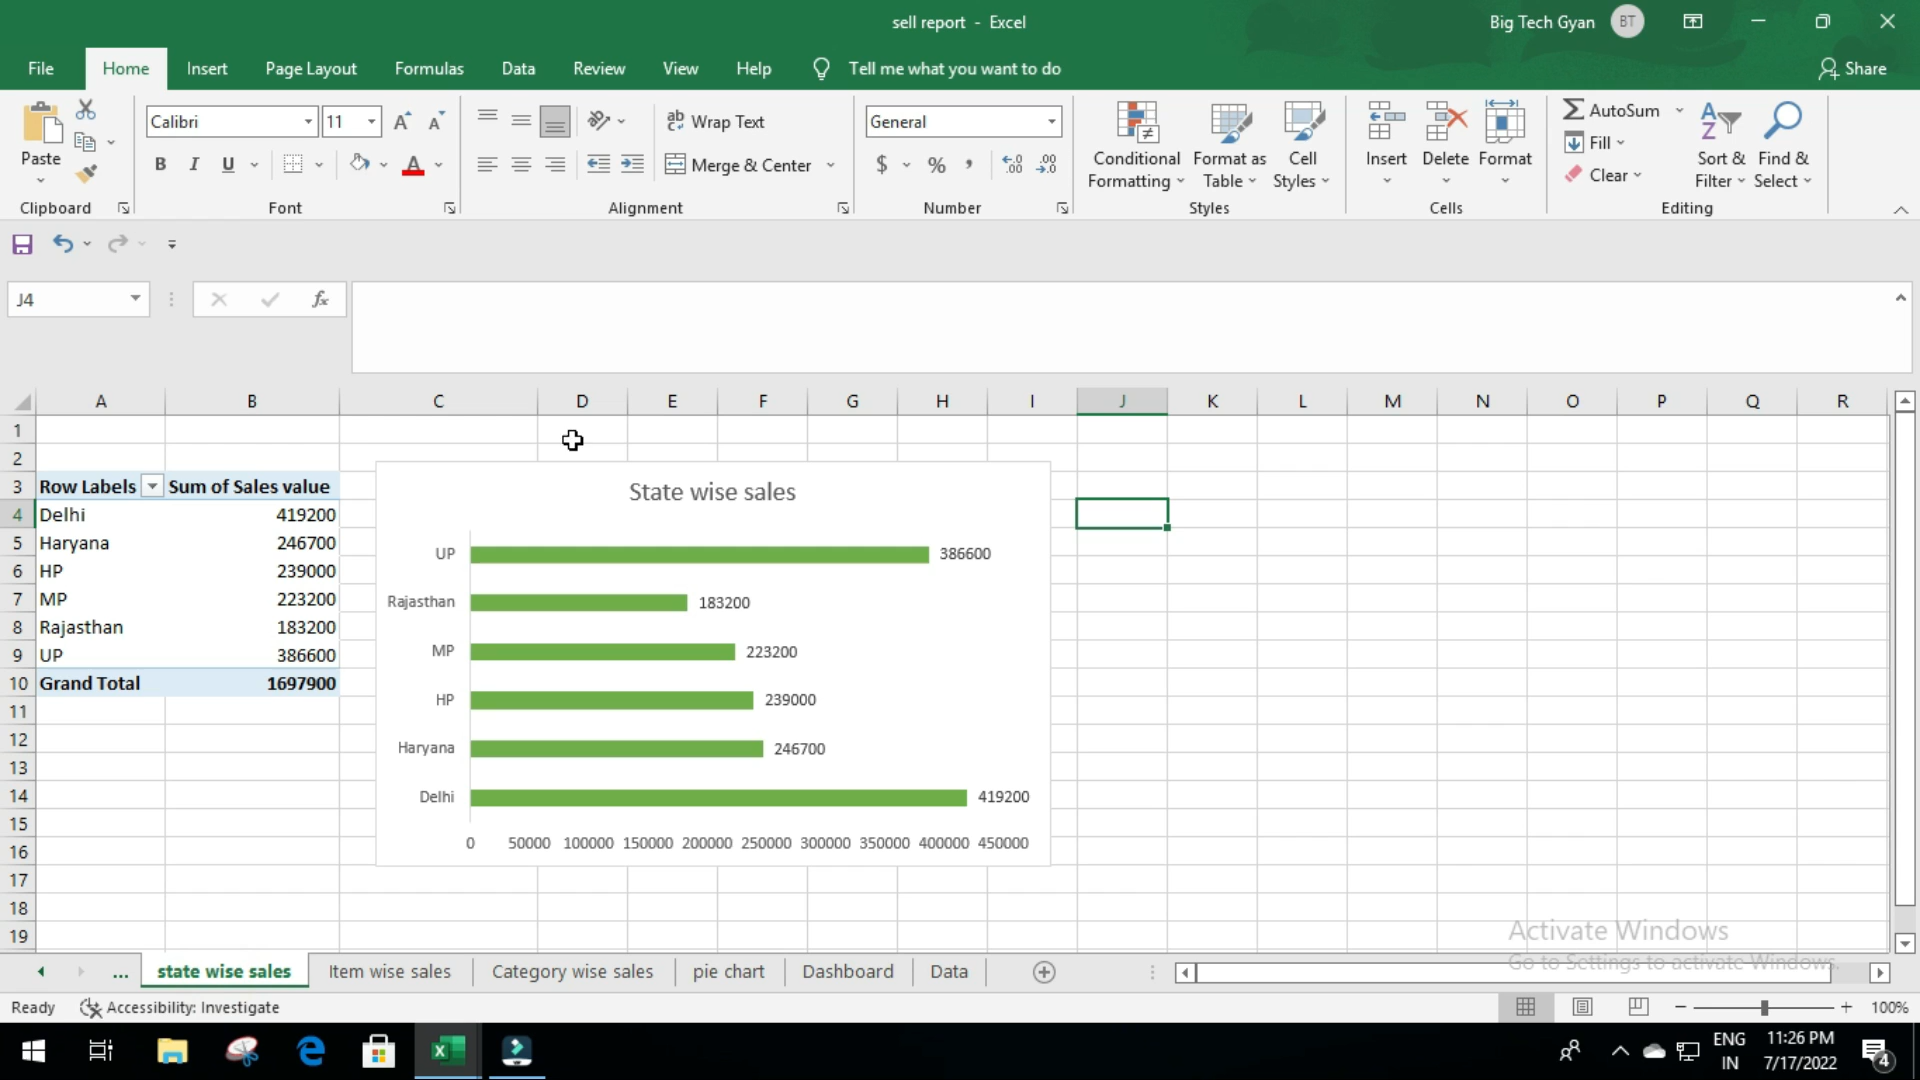 sell report - Excel
Big Tech Gyan BT
File Home Insert Page Layout Formulas Data Review View Help Tell me what you want to do Share
Paste
Clipboard
Calibri 11
B I U A
Font
ab Wrap Text
Merge & Center
Alignment
General
$ % ,
Number
Conditional Formatting
Format as Table
Cell Styles
Styles
Insert Delete Format
Cells
AutoSum
Fill
Clear
Sort & Filter
Find & Select
Editing
J4 fx
A B C D E F G H I J K L M N O P Q R
1
2
3 Row Labels Sum of Sales value
4 Delhi 419200
5 Haryana 246700
6 HP 239000
7 MP 223200
8 Rajasthan 183200
9 UP 386600
10 Grand Total 1697900
11
12
13
14
15
16
17
18
19
State wise sales
UP 386600
Rajasthan 183200
MP 223200
HP 239000
Haryana 246700
Delhi 419200
0 50000 100000 150000 200000 250000 300000 350000 400000 450000
Activate Windows
Go to Settings to activate Windows.
... state wise sales Item wise sales Category wise sales pie chart Dashboard Data
Ready Accessibility: Investigate 100%
ENG 11:26 PM
IN 7/17/2022 4